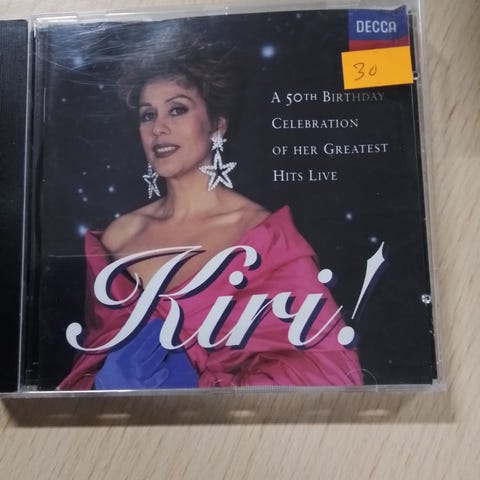 DECCA
30
A 50TH BIRTHDAY
CELEBRATION
OF HER GREATEST
HITS LIVE
Kiri!